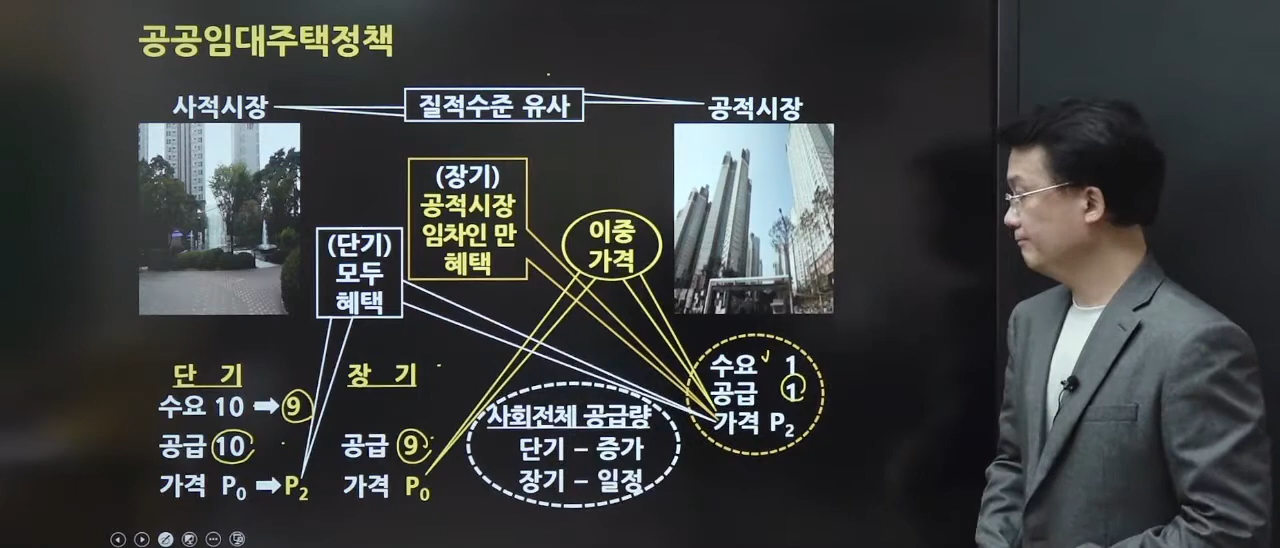 공공임대주택정책
사적시장
질적수준 유사
공적시장
(장기)
공적시장
임차인 만
혜택
이중
가격
(단기)
모두
혜택
단 기
수요 10 ➡ 9
공급 10
가격 P₀ ➡ P₂
장 기
공급 9
가격 P₀
사회전체 공급량
단기 – 증가
장기 – 일정
수요 1
공급 1
가격 P₂